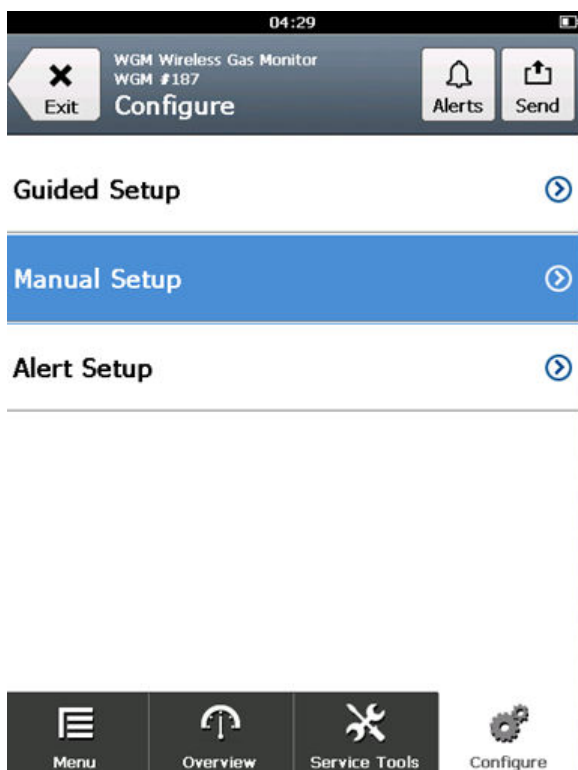 04:29
WGM Wireless Gas Monitor
WGM #187
Configure
Exit
Alerts
Send
Guided Setup
Manual Setup
Alert Setup
Menu
Overview
Service Tools
Configure